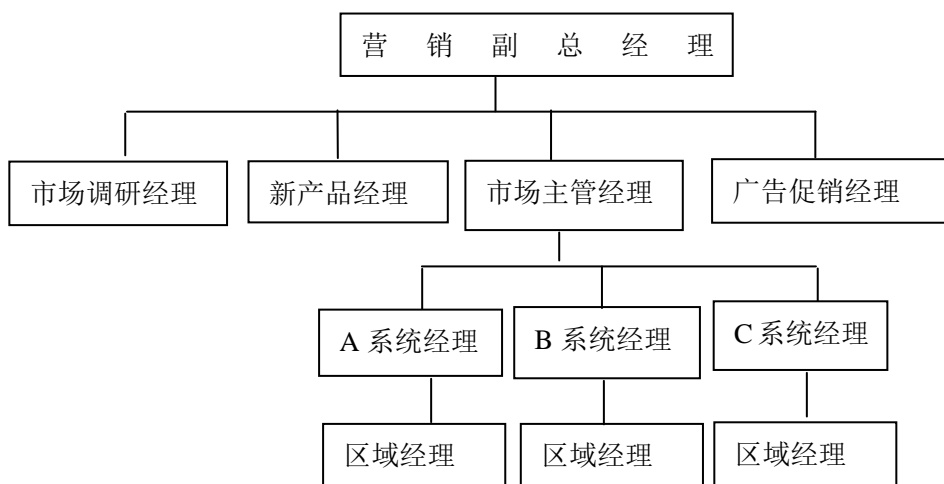 营销副总经理
市场调研经理
新产品经理
市场主管经理
广告促销经理
A 系统经理
B 系统经理
C 系统经理
区域经理
区域经理
区域经理